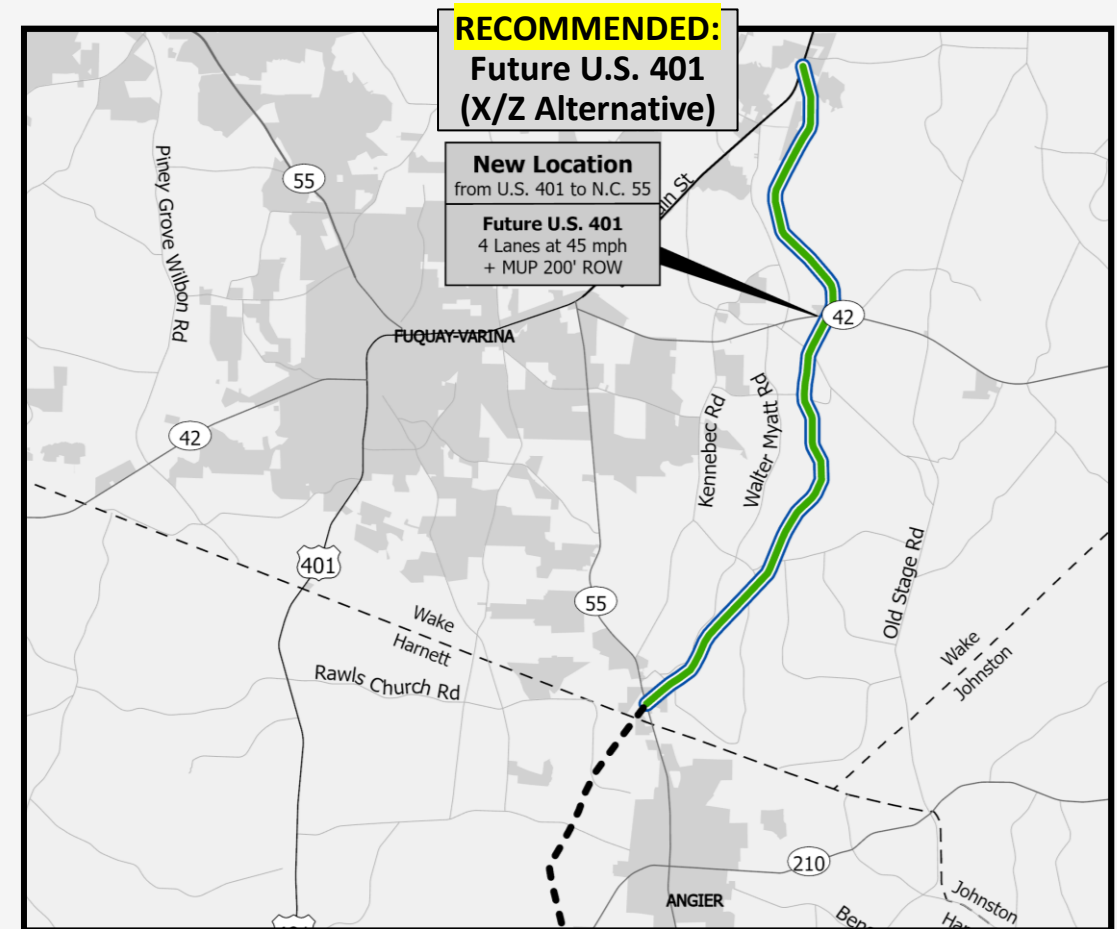 RECOMMENDED:
Future U.S. 401
(X/Z Alternative)
New Location
from U.S. 401 to N.C. 55
Future U.S. 401
4 Lanes at 45 mph
+ MUP 200' ROW
55
Piney Grove Wilbon Rd
St
42
FUQUAY-VARINA
42
Kennebec Rd
Walter Myatt Rd
401
55
Old Stage Rd
Wake
Harnett
Wake
Johnston
Rawls Church Rd
210
ANGIER
Johnston